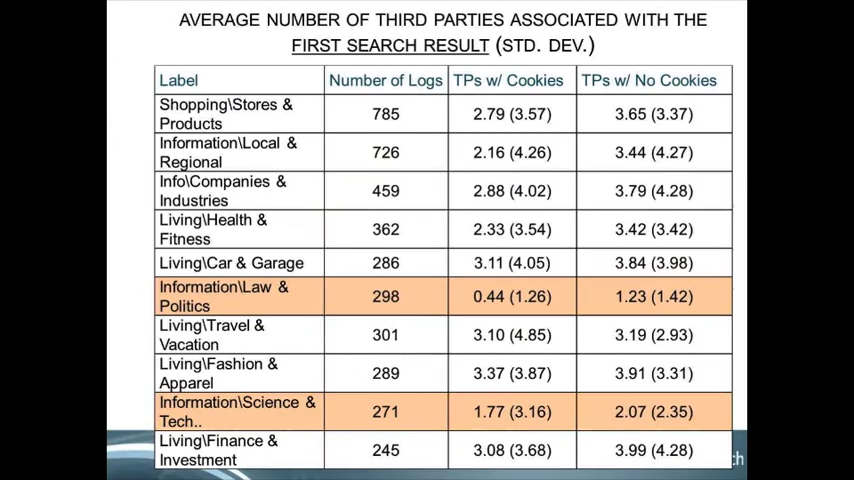 AVERAGE NUMBER OF THIRD PARTIES ASSOCIATED WITH THE
FIRST SEARCH RESULT (STD. DEV.)
Label Number of Logs TPs w/ Cookies TPs w/ No Cookies
Shopping\Stores &
Products 785 2.79 (3.57) 3.65 (3.37)
Information\Local &
Regional 726 2.16 (4.26) 3.44 (4.27)
Info\Companies &
Industries 459 2.88 (4.02) 3.79 (4.28)
Living\Health &
Fitness 362 2.33 (3.54) 3.42 (3.42)
Living\Car & Garage 286 3.11 (4.05) 3.84 (3.98)
Information\Law &
Politics 298 0.44 (1.26) 1.23 (1.42)
Living\Travel &
Vacation 301 3.10 (4.85) 3.19 (2.93)
Living\Fashion &
Apparel 289 3.37 (3.87) 3.91 (3.31)
Information\Science &
Tech.. 271 1.77 (3.16) 2.07 (2.35)
Living\Finance &
Investment 245 3.08 (3.68) 3.99 (4.28)